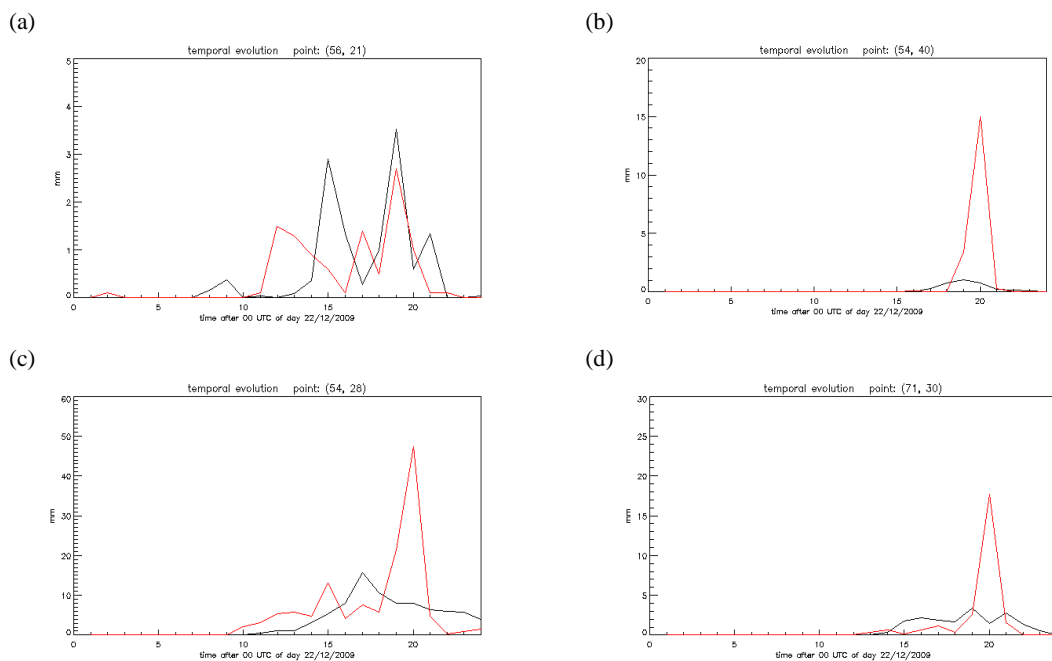 (a)
temporal evolution point: (56, 21)
5
4
3
2
1
0
mm
0 5 10 15 20
time after 00 UTC of day 22/12/2009
(b)
temporal evolution point: (54, 40)
20
15
10
5
0
mm
0 5 10 15 20
time after 00 UTC of day 22/12/2009
(c)
temporal evolution point: (54, 28)
60
50
40
30
20
10
0
mm
0 5 10 15 20
time after 00 UTC of day 22/12/2009
(d)
temporal evolution point: (71, 30)
30
25
20
15
10
5
0
mm
0 5 10 15 20
time after 00 UTC of day 22/12/2009